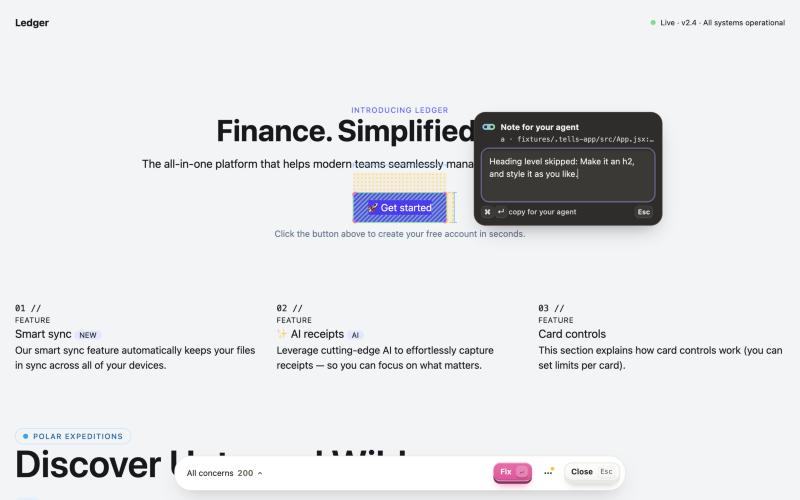 Ledger
Live · v2.4 · All systems operational
INTRODUCING LEDGER
Finance. Simplified
The all-in-one platform that helps modern teams seamlessly mana
🚀 Get started
Click the button above to create your free account in seconds.
Note for your agent
a · fixtures/.tells-app/src/App.jsx:…
Heading level skipped: Make it an h2,
and style it as you like.
⌘ ↵ copy for your agent
Esc
01 //
FEATURE
Smart sync NEW
Our smart sync feature automatically keeps your files
in sync across all of your devices.
02 //
FEATURE
✨ AI receipts AI
Leverage cutting-edge AI to effortlessly capture
receipts — so you can focus on what matters.
03 //
FEATURE
Card controls
This section explains how card controls work (you can
set limits per card).
POLAR EXPEDITIONS
Discover
All concerns 200
Fix ↵
Close Esc